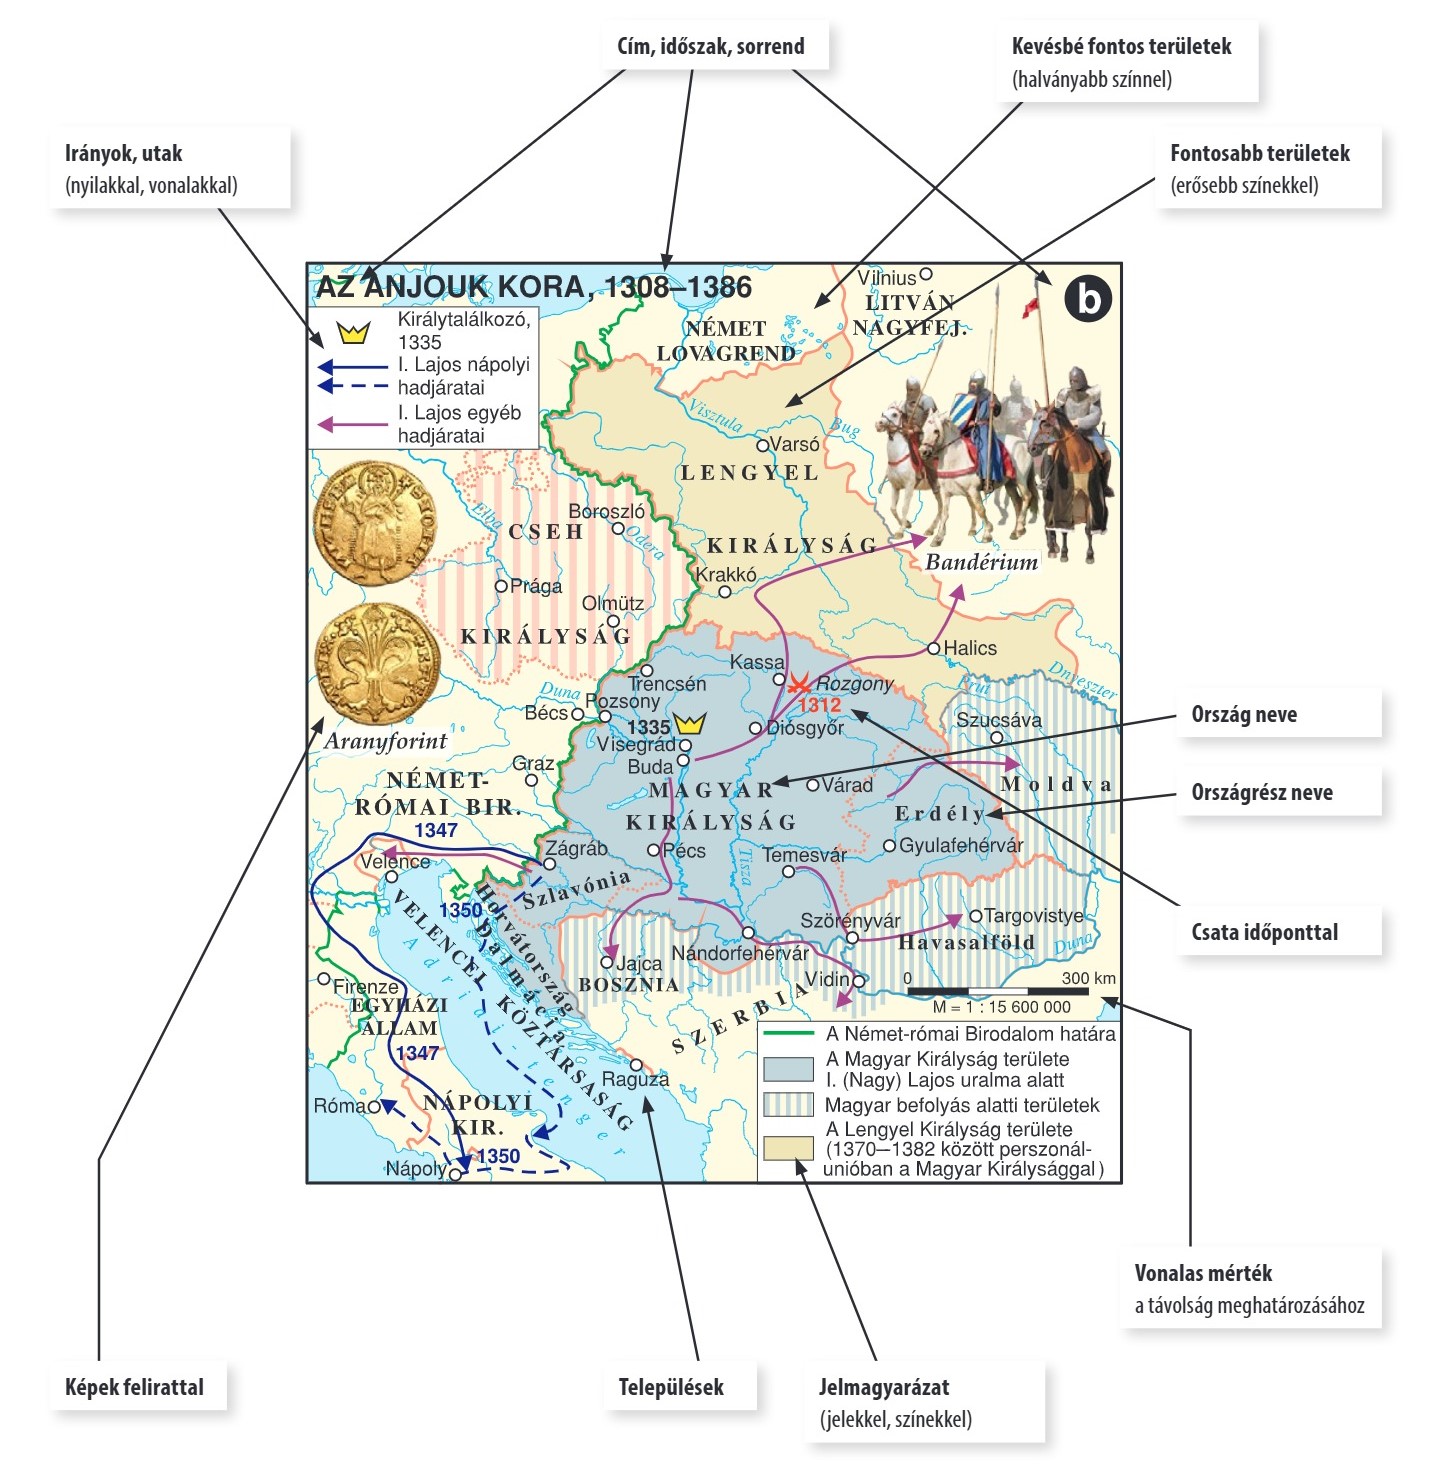 Cím, időszak, sorrend
Kevésbé fontos területek
(halványabb színnel)
Irányok, utak
(nyilakkal, vonalakkal)
Fontosabb területek
(erősebb színekkel)
AZ ANJOUK KORA, 1308–1386
b
Királytalálkozó,
1335
I. Lajos nápolyi
hadjáratai
I. Lajos egyéb
hadjáratai
Vilnius
LITVÁN
NAGYFEJ.
NÉMET
LOVAGREND
Visztula
Bug
Varsó
LENGYEL
KIRÁLYSÁG
Boroszló
Elba
CSEH
Odera
Prága
Olmütz
KIRÁLYSÁG
Krakkó
Bandérium
Halics
Kassa
Rozgony
1312
Trencsén
Duna
Pozsony
Bécs
1335
Visegrád
Buda
Diósgyőr
Prut
Dnyeszter
Szucsáva
Aranyforint
Graz
NÉMET-
RÓMAI BIR.
MAGYAR
KIRÁLYSÁG
Várad
Moldva
Erdély
Gyulafehérvár
1347
Velence
Zágráb
Pécs
Tisza
Temesvár
Szlavónia
1350
Horvátország
Dalmácia
VELENCEI KÖZTÁRSASÁG
Adriai-tenger
Szörényvár
Targovistye
Havasalföld
Duna
Nándorfehérvár
Jajca
BOSZNIA
Vidin
SZERBIA
0 300 km
M = 1 : 15 600 000
Firenze
EGYHÁZI
ÁLLAM
1347
Raguza
Róma
NÁPOLYI
KIR.
1350
Nápoly
A Német-római Birodalom határa
A Magyar Királyság területe
I. (Nagy) Lajos uralma alatt
Magyar befolyás alatti területek
A Lengyel Királyság területe
(1370–1382 között perszonál-
unióban a Magyar Királysággal)
Ország neve
Országrész neve
Csata időponttal
Vonalas mérték
a távolság meghatározásához
Képek felirattal
Települések
Jelmagyarázat
(jelekkel, színekkel)